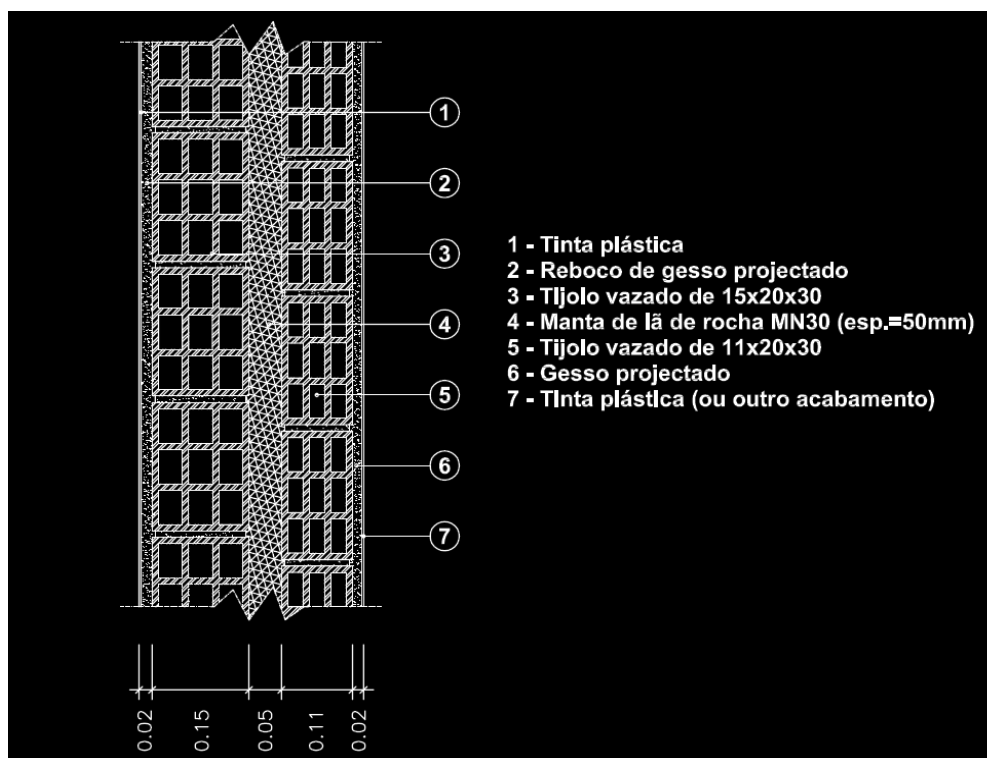 1
2
3
4
5
6
7
1 - Tinta plástica
2 - Reboco de gesso projectado
3 - Tijolo vazado de 15x20x30
4 - Manta de lã de rocha MN30 (esp.=50mm)
5 - Tijolo vazado de 11x20x30
6 - Gesso projectado
7 - Tinta plástica (ou outro acabamento)
0.02
0.15
0.05
0.11
0.02